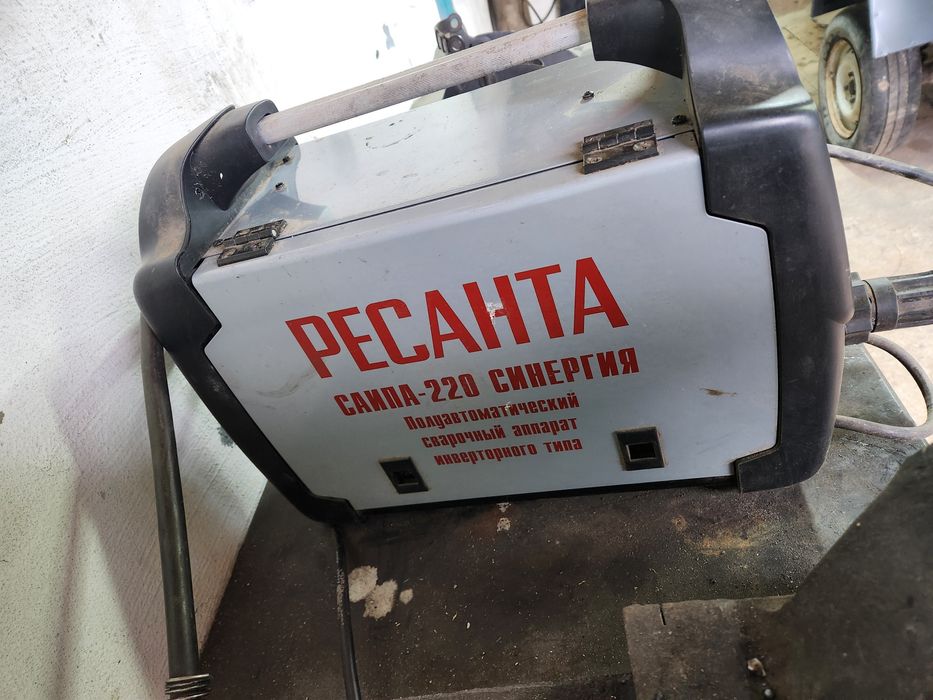 РЕСАНТА
САИПА-220 СИНЕРГИЯ
Полуавтоматический
сварочный аппарат
инверторного типа